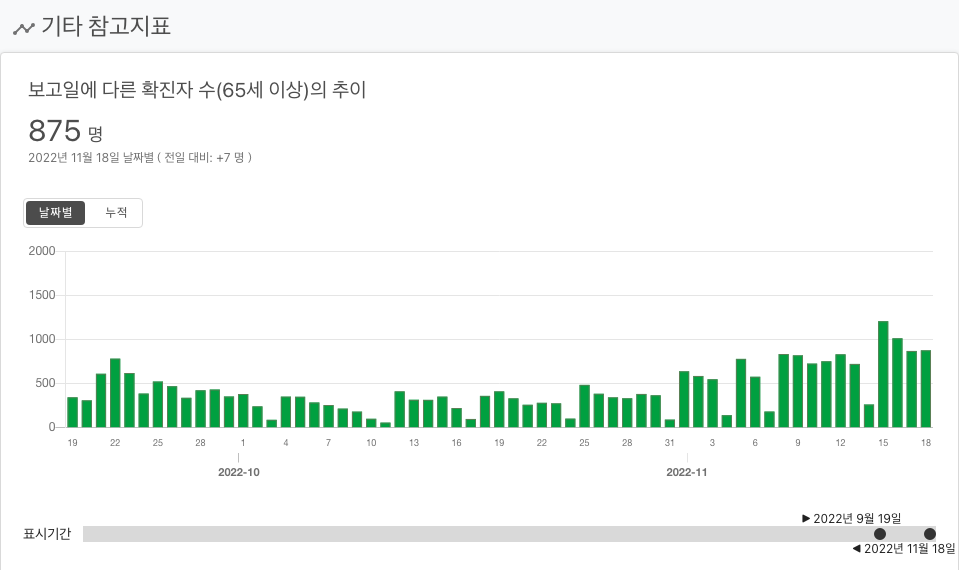 기타 참고지표
보고일에 다른 확진자 수(65세 이상)의 추이
875 명
2022년 11월 18일 날짜별 ( 전일 대비: +7 명 )
날짜별 누적
2000
1500
1000
500
0
19 22 25 28 1 4 7 10 13 16 19 22 25 28 31 3 6 9 12 15 18
2022-10 2022-11
▶ 2022년 9월 19일
표시기간
◀ 2022년 11월 18일